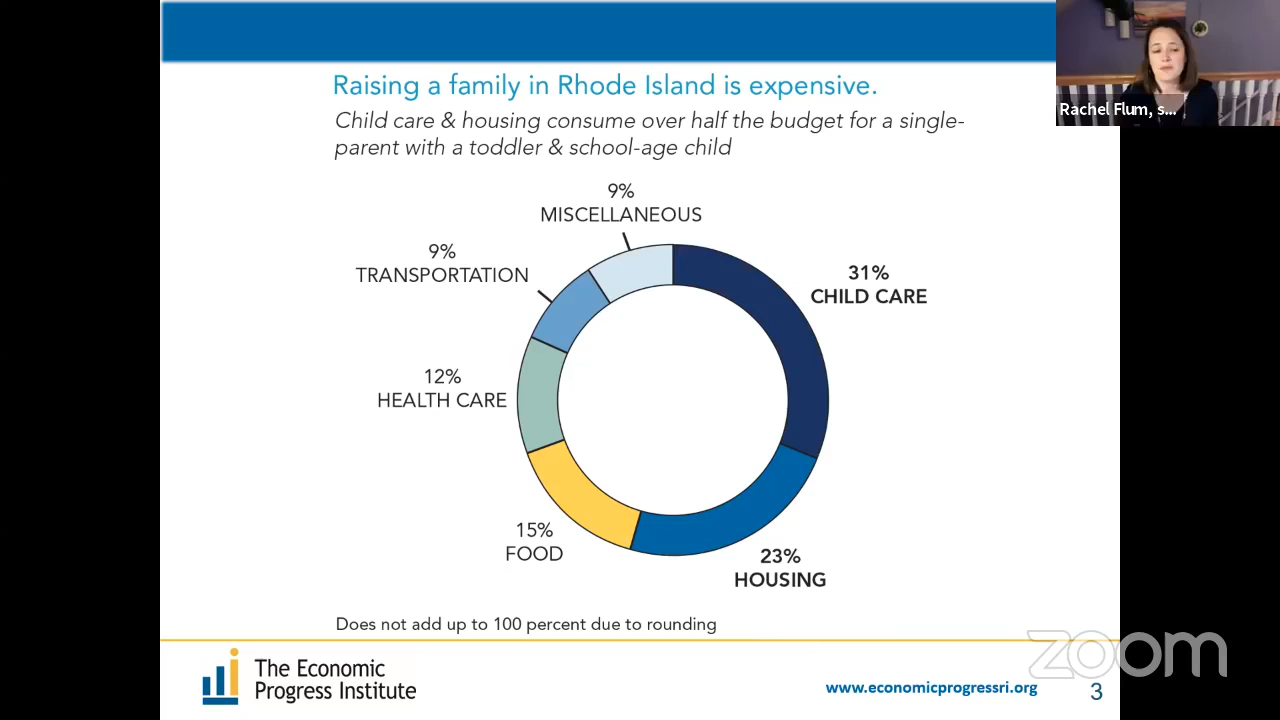 Raising a family in Rhode Island is expensive.
Child care & housing consume over half the budget for a single-
parent with a toddler & school-age child
Rachel Flum, s...
9%
MISCELLANEOUS
9%
TRANSPORTATION
31%
CHILD CARE
12%
HEALTH CARE
15%
FOOD
23%
HOUSING
Does not add up to 100 percent due to rounding
The Economic
Progress Institute
www.economicprogressri.org
3
zoom